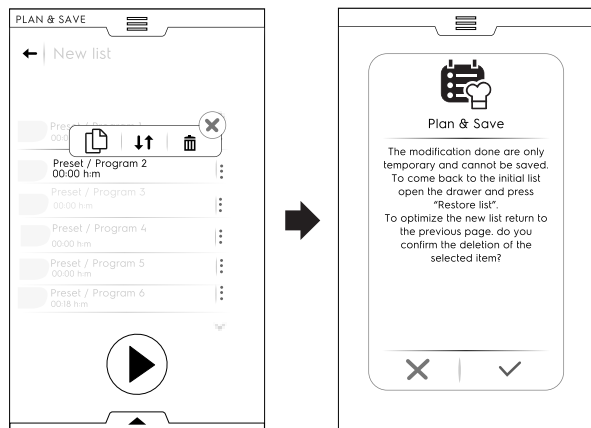 PLAN & SAVE
New list
Preset / Program 2
00:00 h:m
Preset / Program 3
00:00 h:m
Preset / Program 4
00:00 h:m
Preset / Program 5
00:00 h:m
Preset / Program 6
00:18 h:m
Plan & Save
The modification done are only
temporary and cannot be saved.
To come back to the initial list
open the drawer and press
“Restore list”.
To optimize the new list return to
the previous page. do you
confirm the deletion of the
selected item?